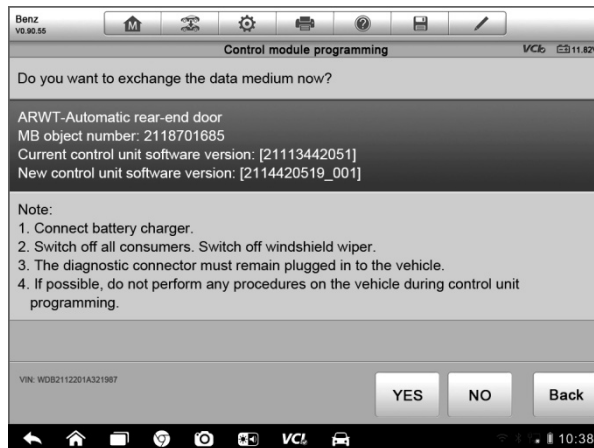 Benz
V0.90.55
M
Control module programming
VCI 11.82V
Do you want to exchange the data medium now?
ARWT-Automatic rear-end door
MB object number: 2118701685
Current control unit software version: [21113442051]
New control unit software version: [2114420519_001]
Note:
1. Connect battery charger.
2. Switch off all consumers. Switch off windshield wiper.
3. The diagnostic connector must remain plugged in to the vehicle.
4. If possible, do not perform any procedures on the vehicle during control unit
programming.
VIN: WDB2112201A321987
YES NO Back
VCI 10:38